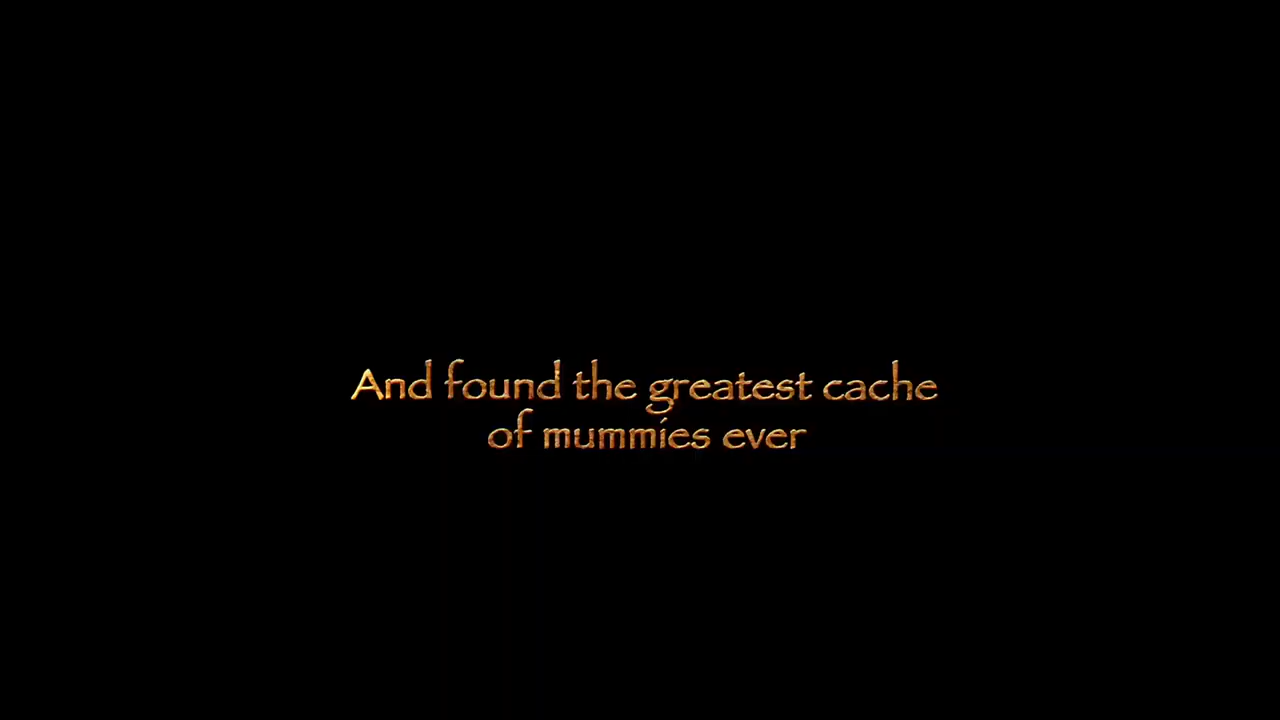 And found the greatest cache
of mummies ever